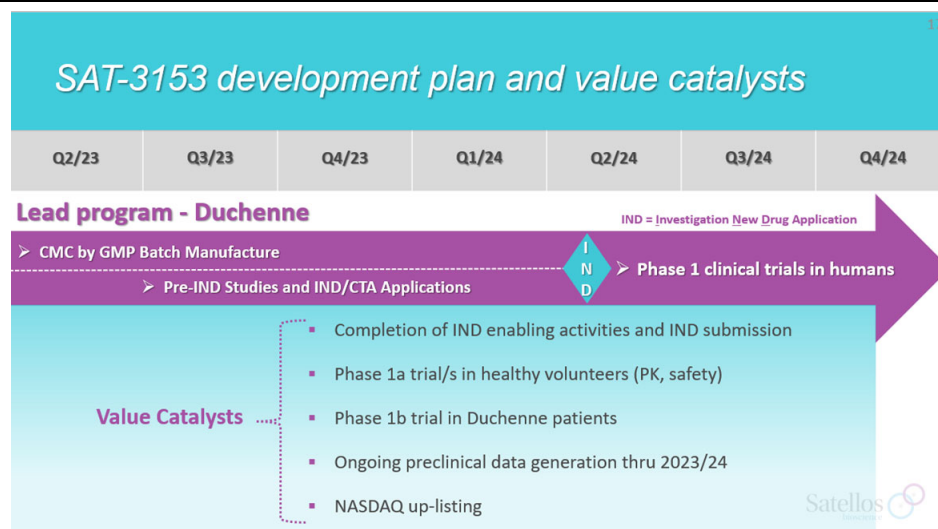 SAT-3153 development plan and value catalysts
Q2/23 Q3/23 Q4/23 Q1/24 Q2/24 Q3/24 Q4/24
Lead program - Duchenne
IND = Investigation New Drug Application
➢ CMC by GMP Batch Manufacture
➢ Pre-IND Studies and IND/CTA Applications
I
N
D
➢ Phase 1 clinical trials in humans
Value Catalysts
▪ Completion of IND enabling activities and IND submission
▪ Phase 1a trial/s in healthy volunteers (PK, safety)
▪ Phase 1b trial in Duchenne patients
▪ Ongoing preclinical data generation thru 2023/24
▪ NASDAQ up-listing
Satellos